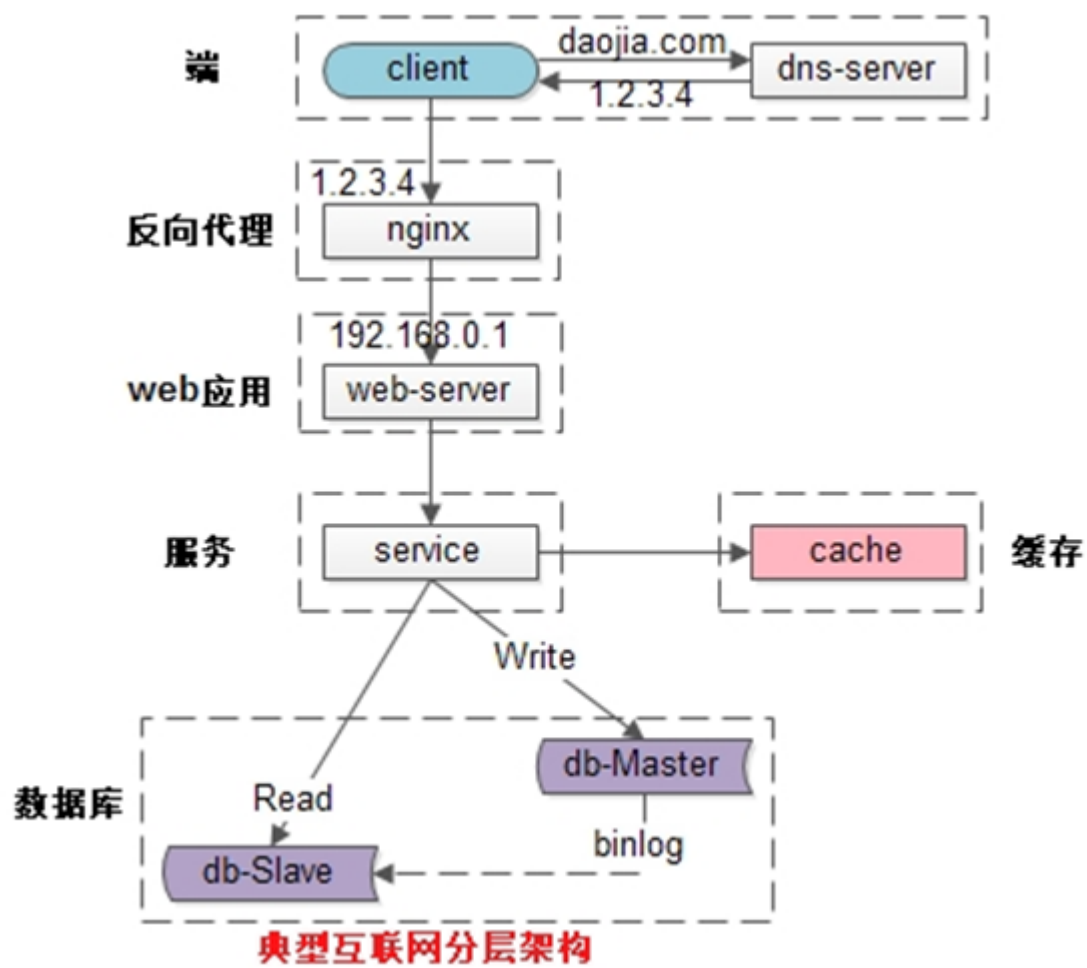 daojia.com
端
client
dns-server
1.2.3.4
1.2.3.4
反向代理
nginx
192.168.0.1
web应用
web-server
服务
service
cache
缓存
Write
db-Master
数据库
Read
binlog
db-Slave
典型互联网分层架构